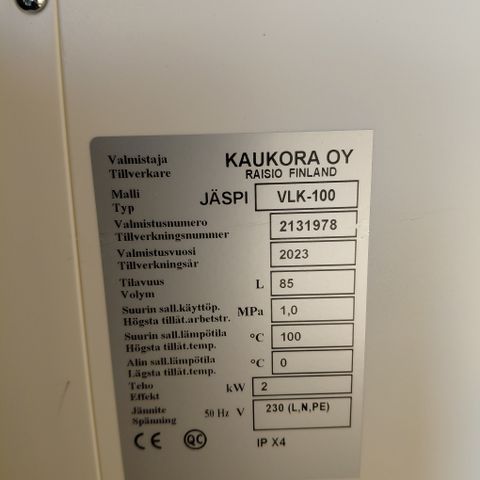 Valmistaja
Tillverkare
KAUKORA OY
RAISIO FINLAND
Malli
Typ
JÄSPI VLK-100
Valmistusnumero
Tillverkningsnummer
2131978
Valmistusvuosi
Tillverkningsår
2023
Tilavuus
Volym
L 85
Suurin sall.käyttöp.
Högsta tillåt.arbetstr.
MPa 1,0
Suurin sall.lämpötila
Högsta tillåt.temp.
°C 100
Alin sall.lämpötila
Lägsta tillåt.temp.
°C 0
Teho
Effekt
kW 2
Jännite
Spänning
50 Hz V 230 (L,N,PE)
CE QC IP X4